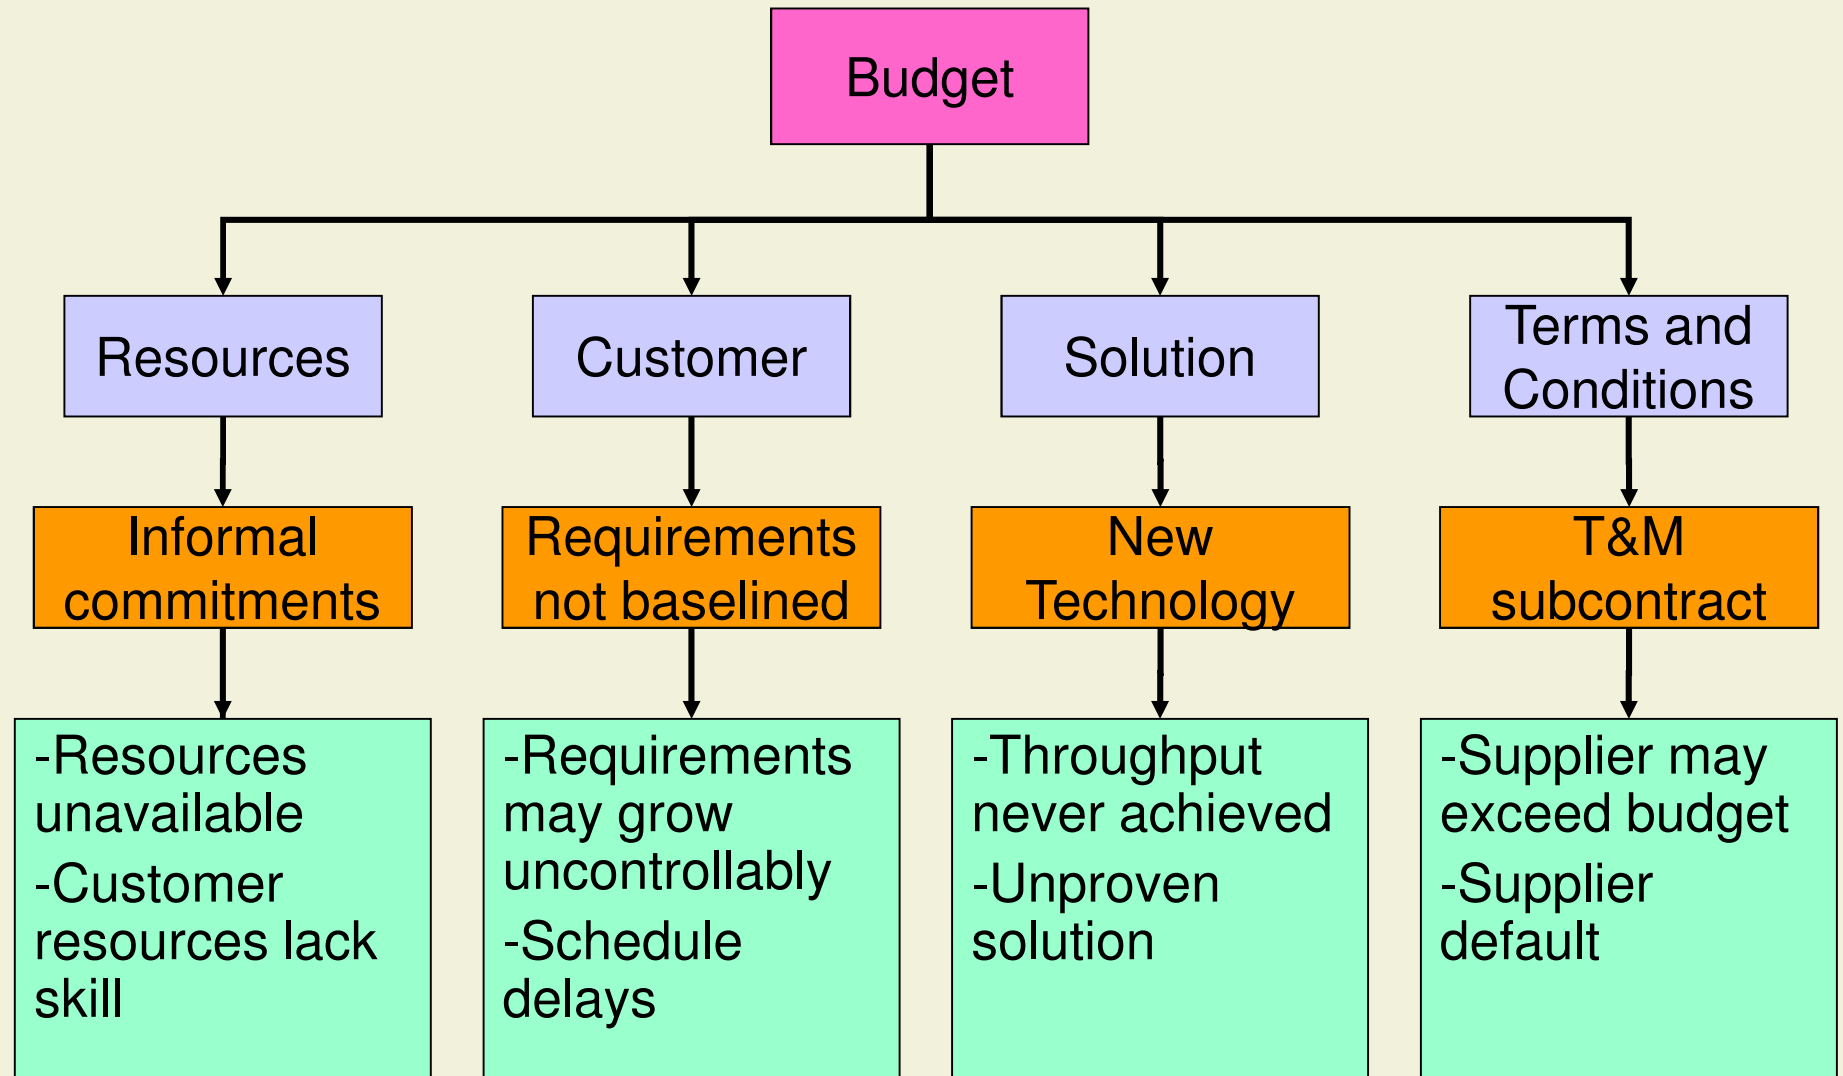 Budget
Resources
Customer
Solution
Terms and
Conditions
Informal
commitments
Requirements
not baselined
New
Technology
T&M
subcontract
-Resources
unavailable
-Customer
resources lack
skill
-Requirements
may grow
uncontrollably
-Schedule
delays
-Throughput
never achieved
-Unproven
solution
-Supplier may
exceed budget
-Supplier
default